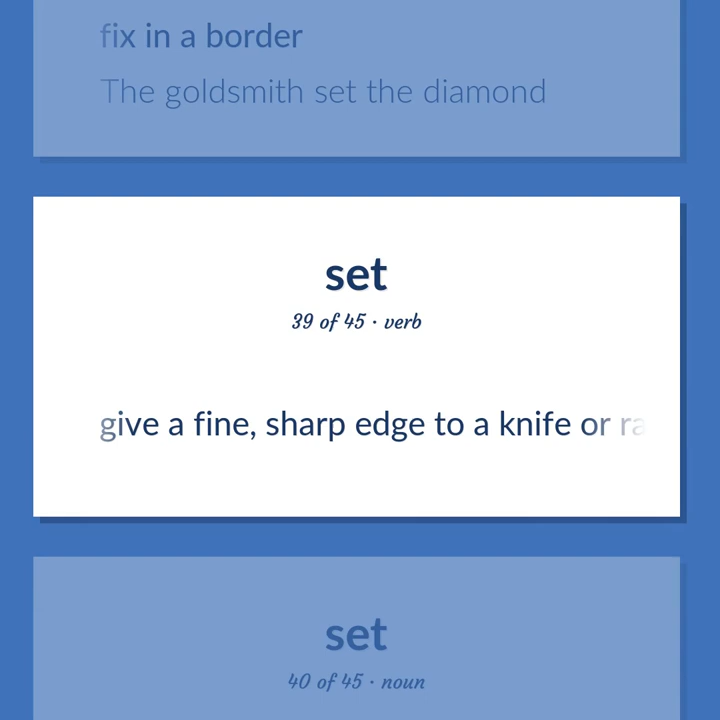 fix in a border
The goldsmith set the diamond
set
39 of 45 · verb
give a fine, sharp edge to a knife or
set
40 of 45 · noun